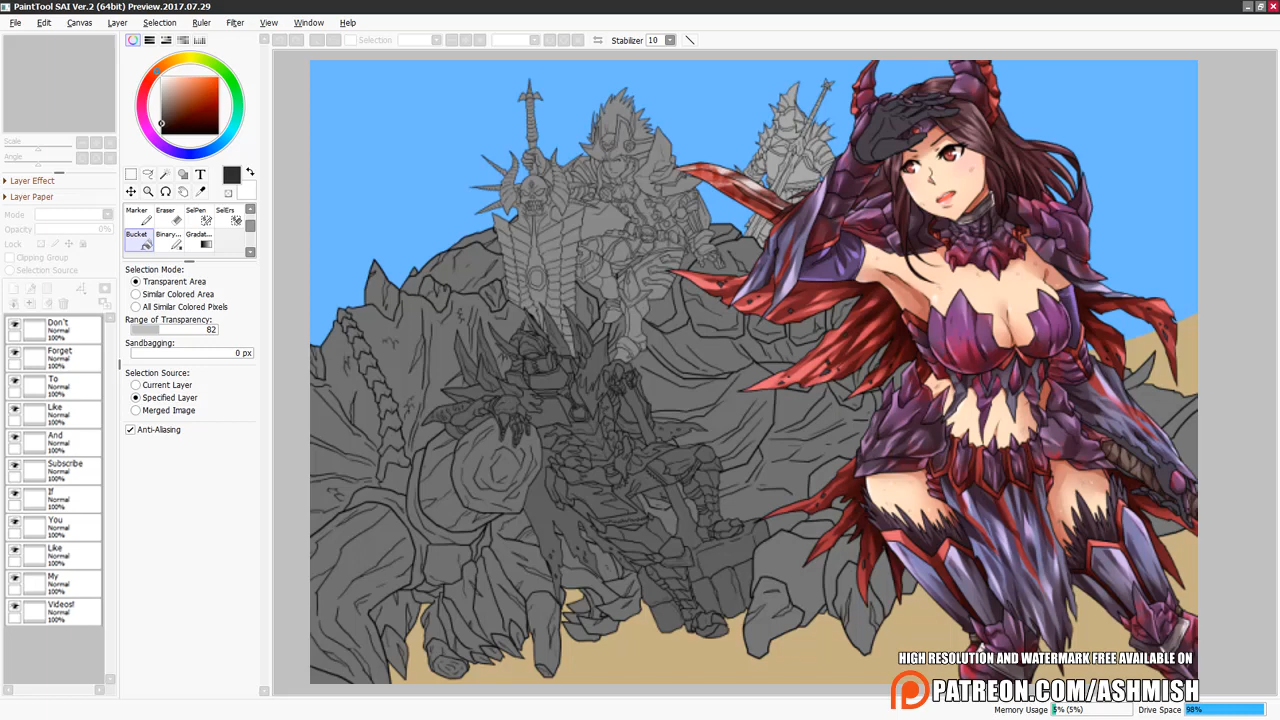 PaintTool SAI Ver.2 (64bit) Preview.2017.07.29
File Edit Canvas Layer Selection Ruler Filter View Window Help
Selection
Stabilizer 10
Scale
Angle
Layer Effect
Layer Paper
Mode
Opacity 0%
Lock
Clipping Group
Selection Source
Marker Eraser SelPen SelErs
Bucket Binary... Gradat...
Selection Mode:
Transparent Area
Similar Colored Area
All Similar Colored Pixels
Range of Transparency:
82
Sandbagging:
0 px
Selection Source:
Current Layer
Specified Layer
Merged Image
Anti-Aliasing
Don't
Normal
100%
Forget
Normal
100%
To
Normal
100%
Like
Normal
100%
And
Normal
100%
Subscribe
Normal
100%
If
Normal
100%
You
Normal
100%
Like
Normal
100%
My
Normal
100%
Videos!
Normal
100%
HIGH RESOLUTION AND WATERMARK FREE AVAILABLE ON
PATREON.COM/ASHMISH
Memory Usage 5% (5%) Drive Space 98%